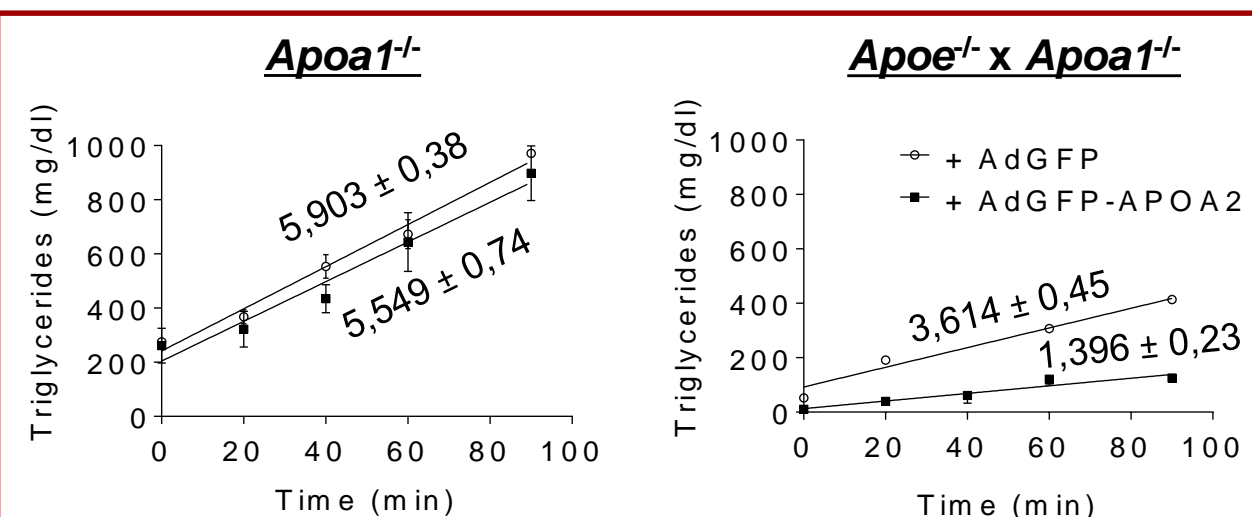 Apoa1-/-
Apoe-/- x Apoa1-/-
Triglycerides (mg/dl)
1000
800
600
400
200
0
5,903 ± 0,38
5,549 ± 0,74
0 20 40 60 80 100
Time (min)
Triglycerides (mg/dl)
1000
800
600
400
200
0
+ AdGFP
+ AdGFP-APOA2
3,614 ± 0,45
1,396 ± 0,23
0 20 40 60 80 100
Time (min)